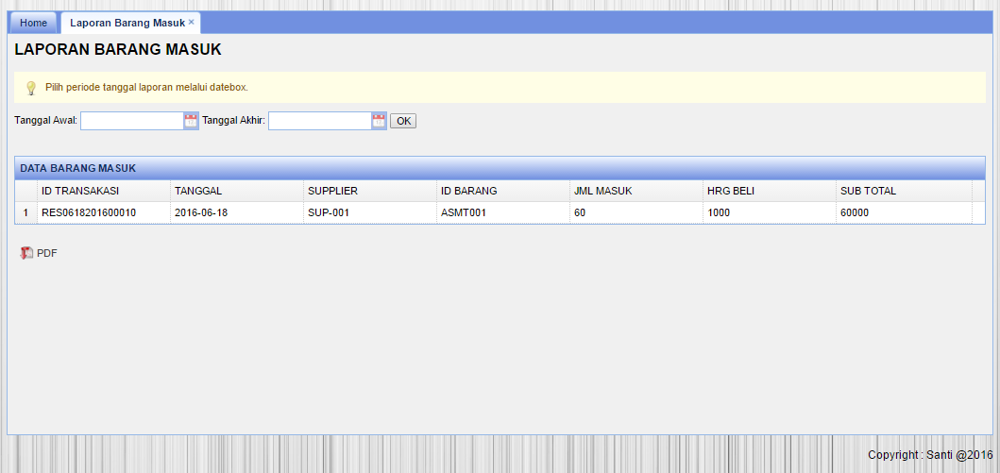 Home Laporan Barang Masuk ×
LAPORAN BARANG MASUK
Pilih periode tanggal laporan melalui datebox.
Tanggal Awal: Tanggal Akhir: OK
DATA BARANG MASUK
ID TRANSAKASI TANGGAL SUPPLIER ID BARANG JML MASUK HRG BELI SUB TOTAL
1 RES0618201600010 2016-06-18 SUP-001 ASMT001 60 1000 60000
PDF
Copyright : Santi @2016